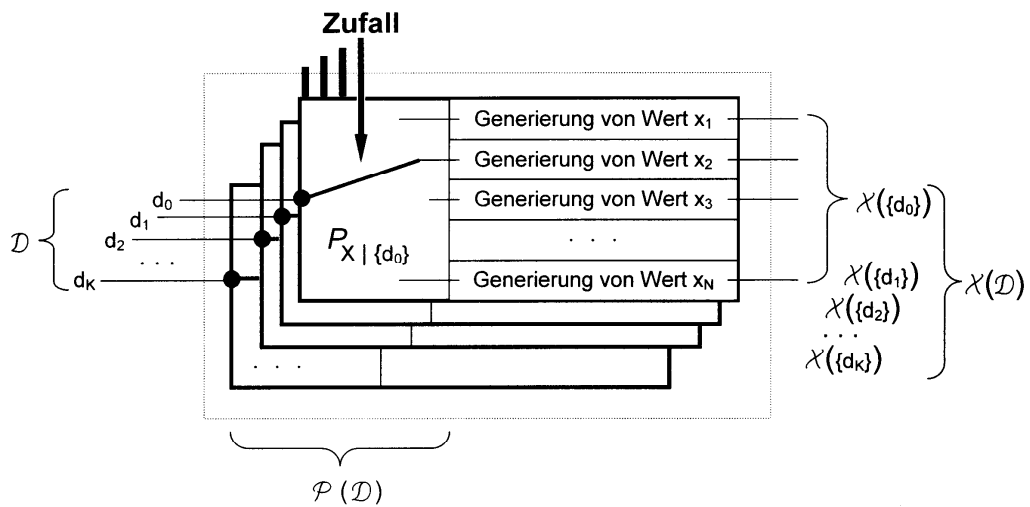 Zufall
Generierung von Wert x₁
Generierung von Wert x₂
d₀
Generierung von Wert x₃
𝒳({d₀})
d₁
𝒟
d₂
P_X | {d₀}
. . .
. . .
d_K
Generierung von Wert x_N
𝒳({d₁})
𝒳(𝒟)
𝒳({d₂})
. . .
𝒳({d_K})
. . .
𝒫 (𝒟)